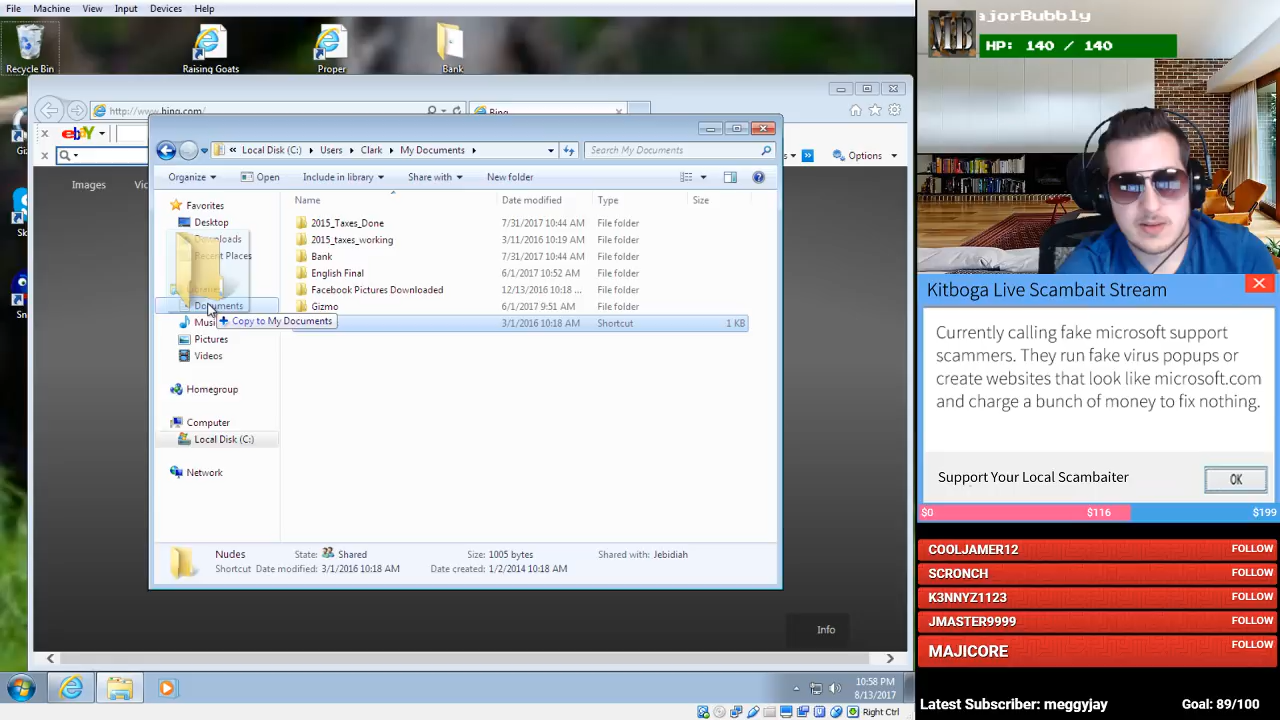 File Machine View Input Devices Help
Recycle Bin
Raising Goats
Proper
Bank
http://www.bing.com/
Bing
ebay
Options
Images
Local Disk (C:) Users Clark My Documents
Search My Documents
Organize Open Include in library Share with New folder
Name Date modified Type Size
Favorites
Desktop
Downloads
Recent Places
Documents
Copy to My Documents
Pictures
Videos
Homegroup
Computer
Local Disk (C:)
Network
2015_Taxes_Done 7/31/2017 10:44 AM File folder
2015_taxes_working 3/11/2016 10:19 AM File folder
Bank 7/31/2017 10:44 AM File folder
English Final 6/1/2017 10:52 AM File folder
Facebook Pictures Downloaded 12/13/2016 10:18 ... File folder
Gizmo 6/1/2017 9:51 AM File folder
3/1/2016 10:18 AM Shortcut 1 KB
Nudes State: Shared Size: 1005 bytes Shared with: Jebidiah
Shortcut Date modified: 3/1/2016 10:18 AM Date created: 1/2/2014 10:18 AM
Info
10:58 PM
8/13/2017
Right Ctrl
MB
ajorBubbly
HP: 140 / 140
Kitboga Live Scambait Stream
Currently calling fake microsoft support
scammers. They run fake virus popups or
create websites that look like microsoft.com
and charge a bunch of money to fix nothing.
Support Your Local Scambaiter
OK
$0 $116 $199
COOLJAMER12 FOLLOW
SCRONCH FOLLOW
K3NNYZ1123 FOLLOW
JMASTER9999 FOLLOW
MAJICORE FOLLOW
Latest Subscriber: meggyjay Goal: 89/100